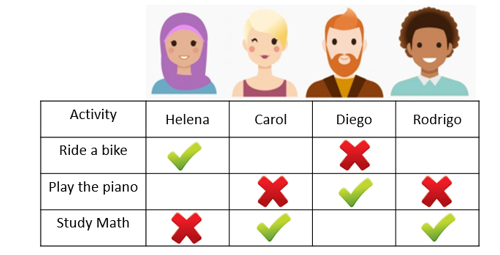 Activity Helena Carol Diego Rodrigo
Ride a bike
Play the piano
Study Math